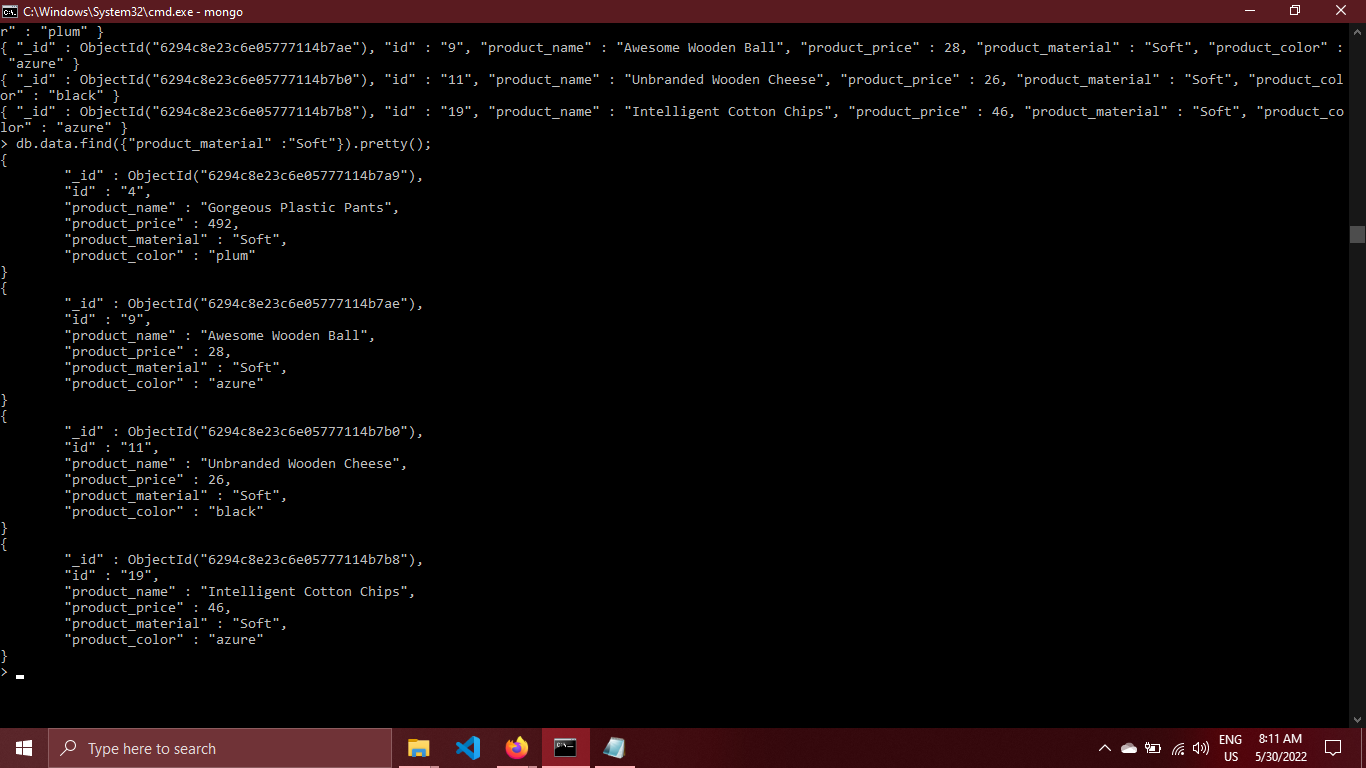 C:\Windows\System32\cmd.exe - mongo
r" : "plum" }
{ "_id" : ObjectId("6294c8e23c6e05777114b7ae"), "id" : "9", "product_name" : "Awesome Wooden Ball", "product_price" : 28, "product_material" : "Soft", "product_color" :
"azure" }
{ "_id" : ObjectId("6294c8e23c6e05777114b7b0"), "id" : "11", "product_name" : "Unbranded Wooden Cheese", "product_price" : 26, "product_material" : "Soft", "product_col
or" : "black" }
{ "_id" : ObjectId("6294c8e23c6e05777114b7b8"), "id" : "19", "product_name" : "Intelligent Cotton Chips", "product_price" : 46, "product_material" : "Soft", "product_co
lor" : "azure" }
> db.data.find({"product_material" :"Soft"}).pretty();
{
"_id" : ObjectId("6294c8e23c6e05777114b7a9"),
"id" : "4",
"product_name" : "Gorgeous Plastic Pants",
"product_price" : 492,
"product_material" : "Soft",
"product_color" : "plum"
}
{
"_id" : ObjectId("6294c8e23c6e05777114b7ae"),
"id" : "9",
"product_name" : "Awesome Wooden Ball",
"product_price" : 28,
"product_material" : "Soft",
"product_color" : "azure"
}
{
"_id" : ObjectId("6294c8e23c6e05777114b7b0"),
"id" : "11",
"product_name" : "Unbranded Wooden Cheese",
"product_price" : 26,
"product_material" : "Soft",
"product_color" : "black"
}
{
"_id" : ObjectId("6294c8e23c6e05777114b7b8"),
"id" : "19",
"product_name" : "Intelligent Cotton Chips",
"product_price" : 46,
"product_material" : "Soft",
"product_color" : "azure"
}
>
Type here to search
ENG
US
8:11 AM
5/30/2022